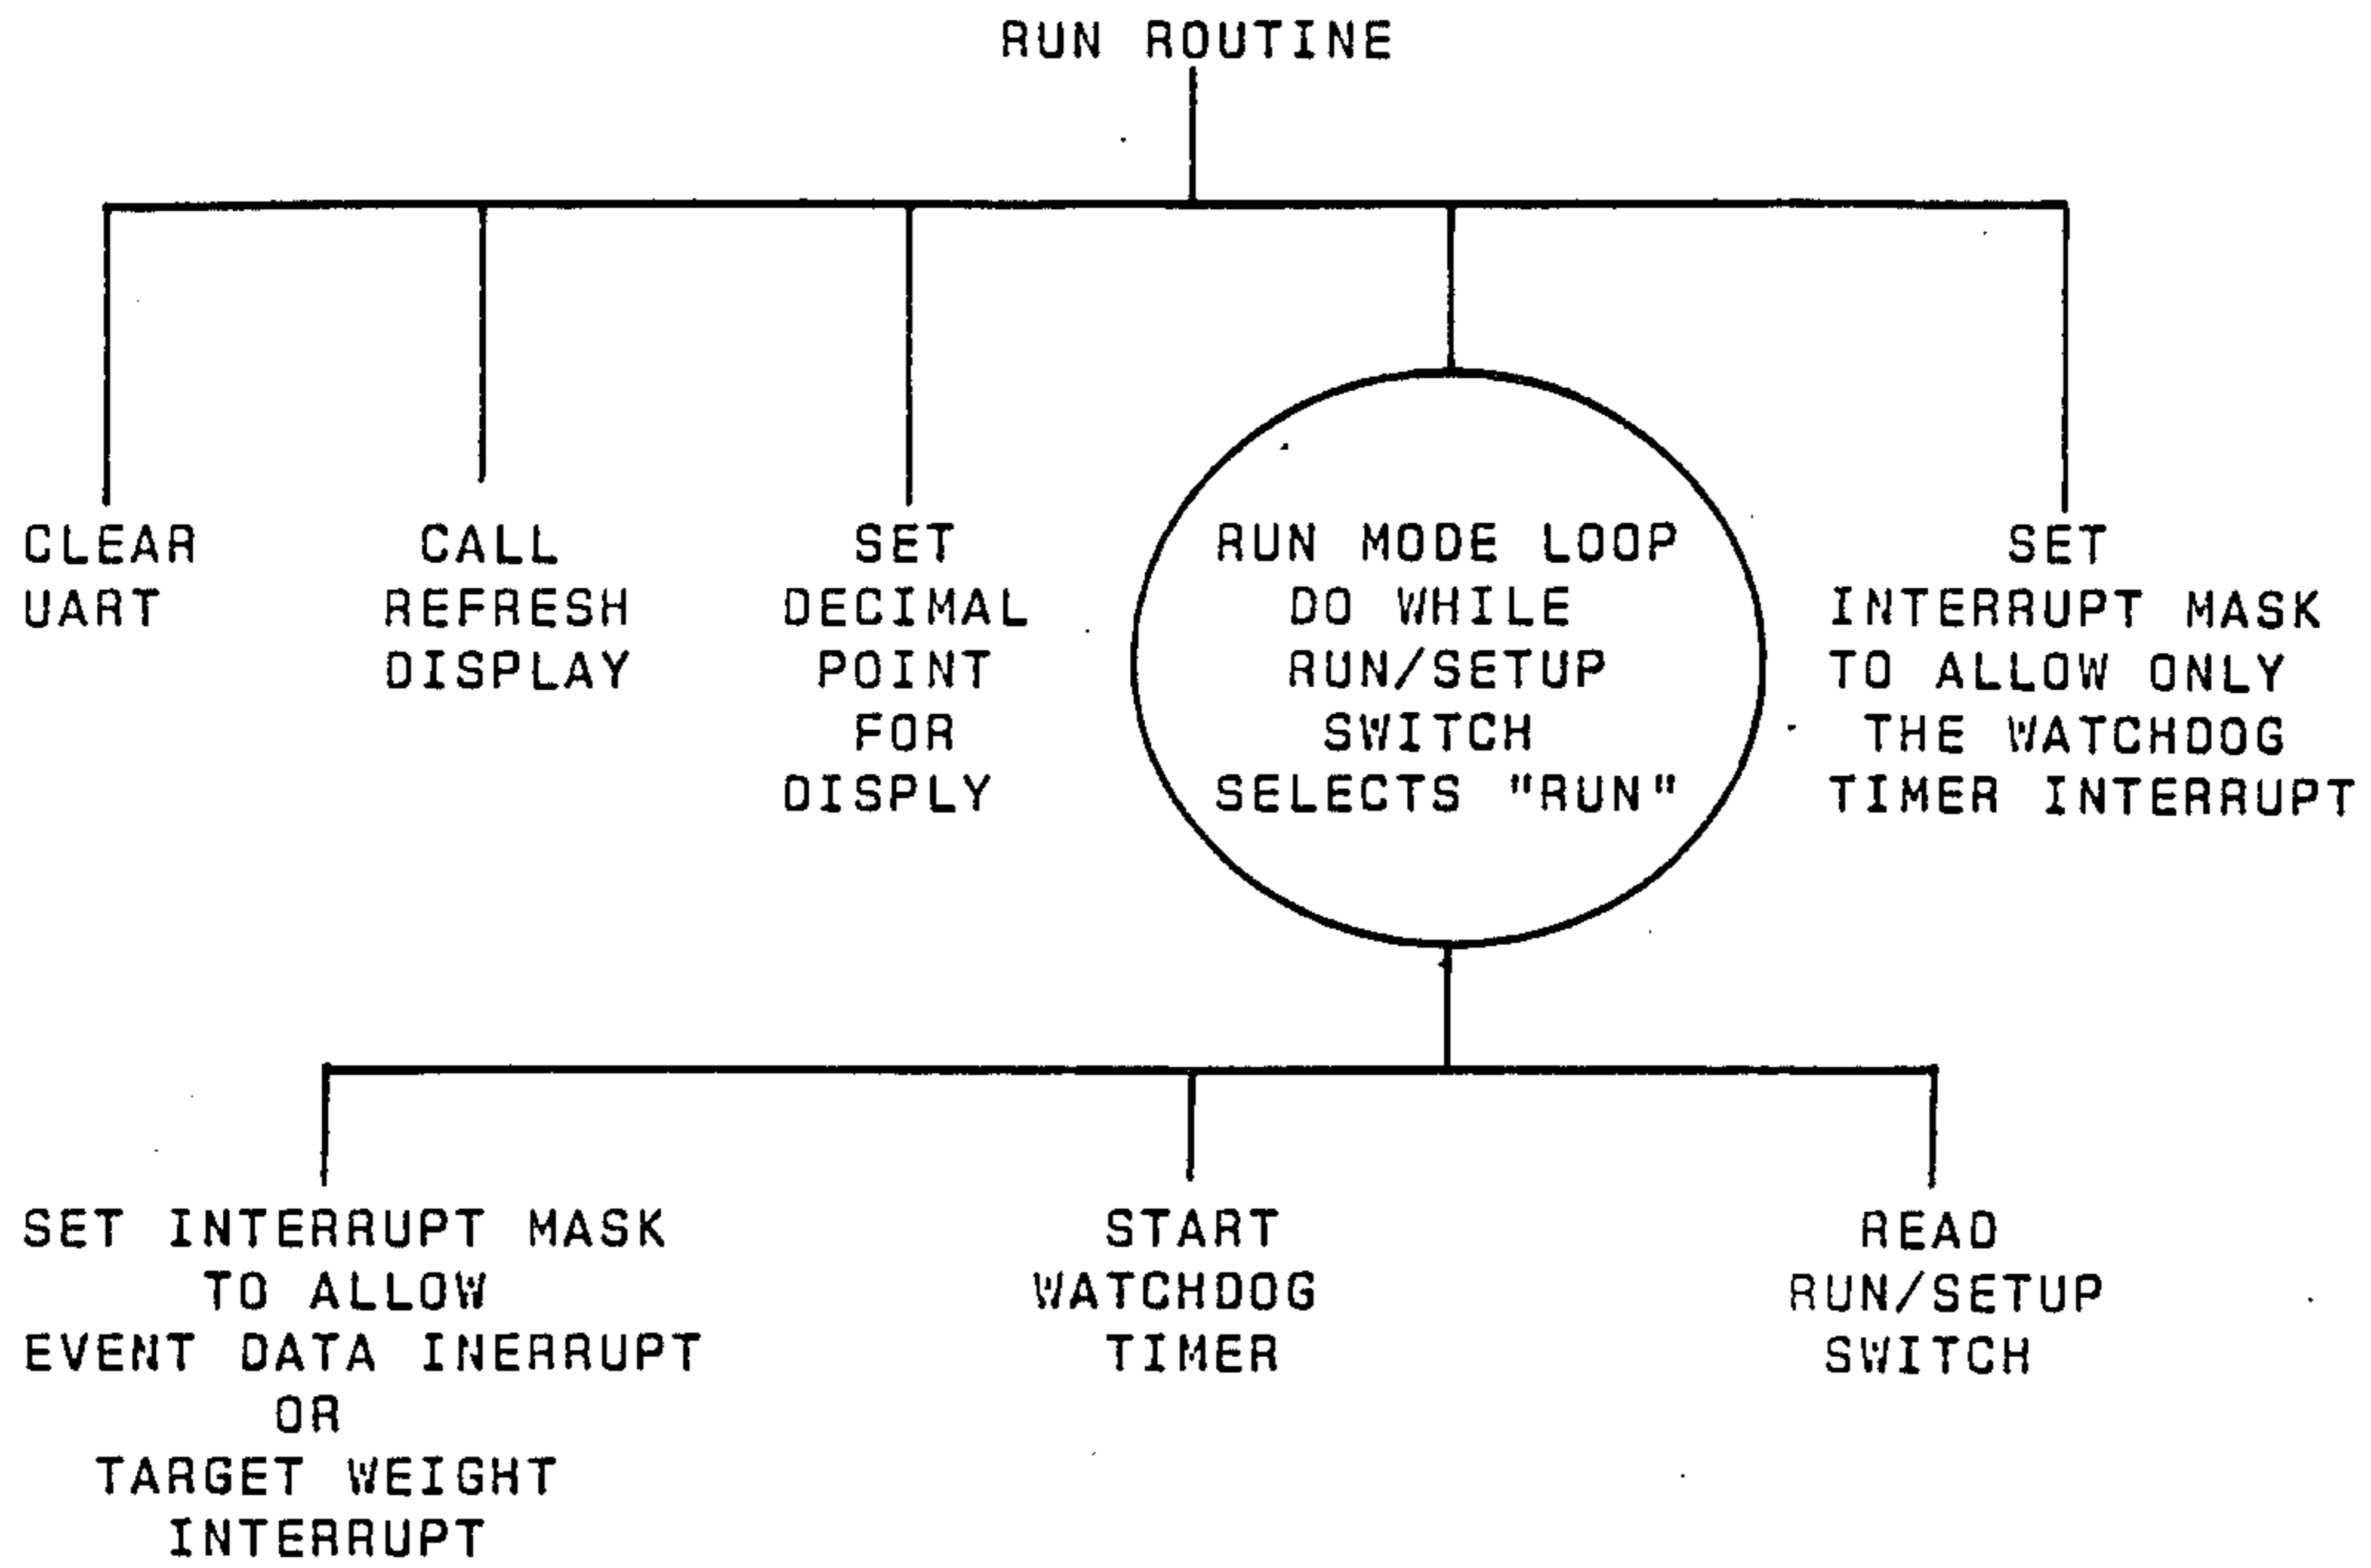 RUN ROUTINE
CLEAR
UART
CALL
REFRESH
DISPLAY
SET
DECIMAL
POINT
FOR
DISPLY
RUN MODE LOOP
DO WHILE
RUN/SETUP
SWITCH
SELECTS "RUN"
SET
INTERRUPT MASK
TO ALLOW ONLY
THE WATCHDOG
TIMER INTERRUPT
SET INTERRUPT MASK
TO ALLOW
EVENT DATA INERRUPT
OR
TARGET WEIGHT
INTERRUPT
START
WATCHDOG
TIMER
READ
RUN/SETUP
SWITCH